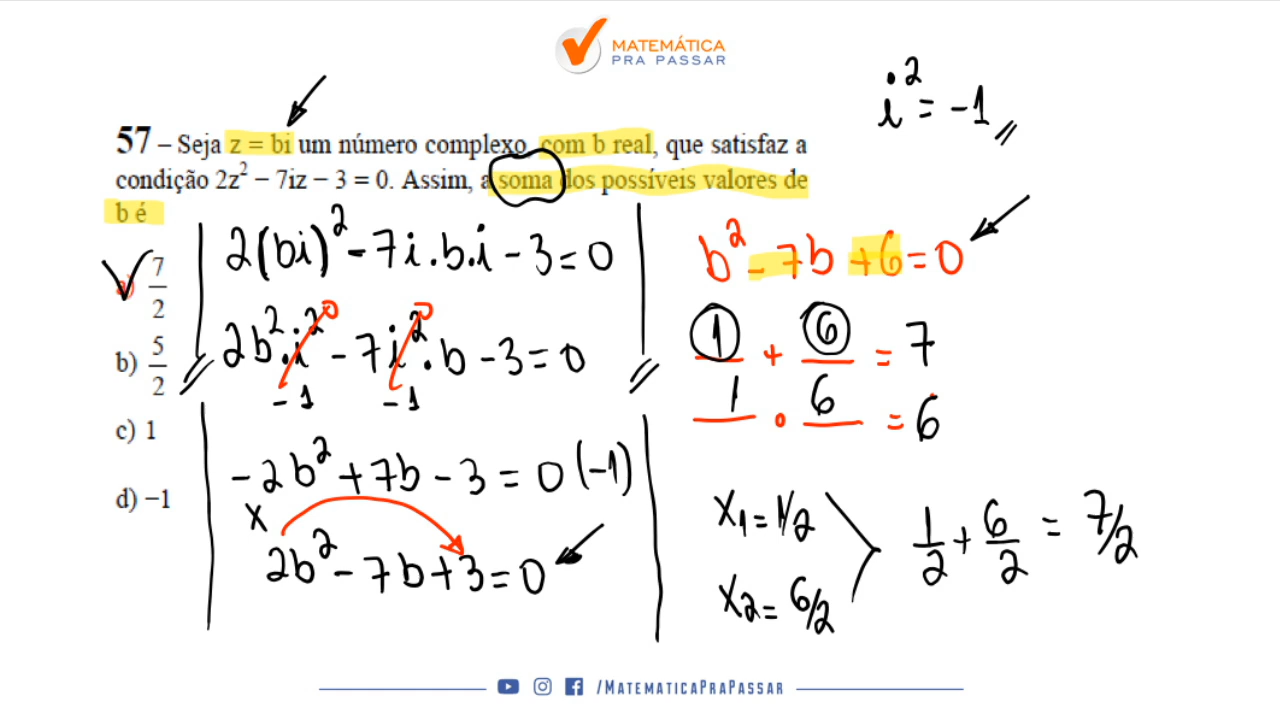 MATEMÁTICA
PRA PASSAR
i² = -1
57 – Seja z = bi um número complexo, com b real, que satisfaz a
condição 2z² – 7iz – 3 = 0. Assim, a soma dos possíveis valores de
b é
a) 7/2
b) 5/2
c) 1
d) –1
2(bi)² - 7i.b.i - 3 = 0
2b².i² - 7i².b - 3 = 0
-1 -1
-2b² + 7b - 3 = 0 (-1)
x
2b² - 7b + 3 = 0
b² - 7b + 6 = 0
1 + 6 = 7
1 . 6 = 6
x1 = 1/2
x2 = 6/2
1/2 + 6/2 = 7/2
/MATEMATICAPRAPASSAR